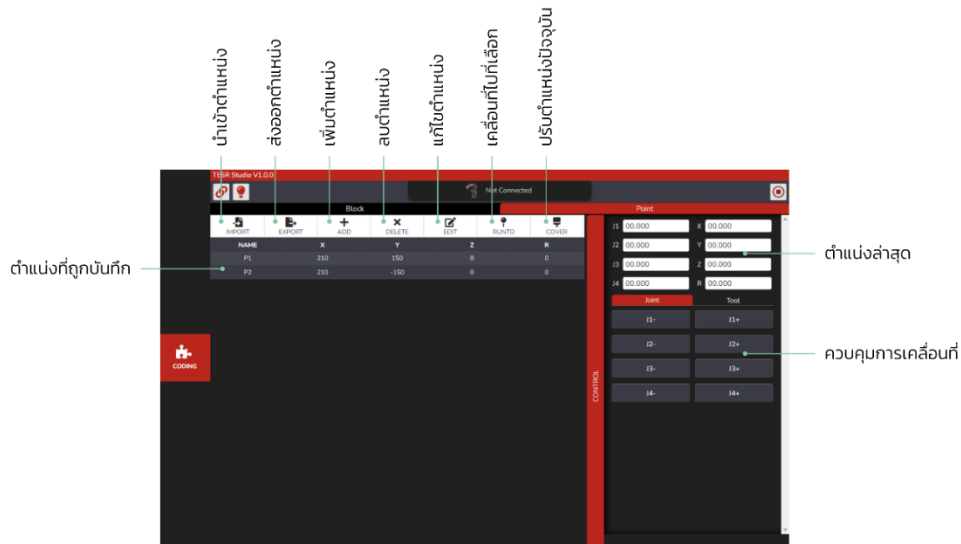 นำเข้าตำแหน่ง
ส่งออกตำแหน่ง
เพิ่มตำแหน่ง
ลบตำแหน่ง
แก้ไขตำแหน่ง
เคลื่อนที่ไปที่เลือก
ปรับตำแหน่งปัจจุบัน
TESR Studio V1.0.0
Not Connected
Block Point
IMPORT EXPORT ADD DELETE EDIT RUNTO COVER
NAME X Y Z R
P1 210 150 0 0
P2 210 -150 0 0
ตำแน่งที่ถูกบันทึก
J1 00.000 X 00.000
J2 00.000 Y 00.000
J3 00.000 Z 00.000
J4 00.000 R 00.000
ตำแน่งล่าสุด
Joint Tool
J1- J1+
J2- J2+
J3- J3+
J4- J4+
ควบคุมการเคลื่อนที่
CODING
CONTROL